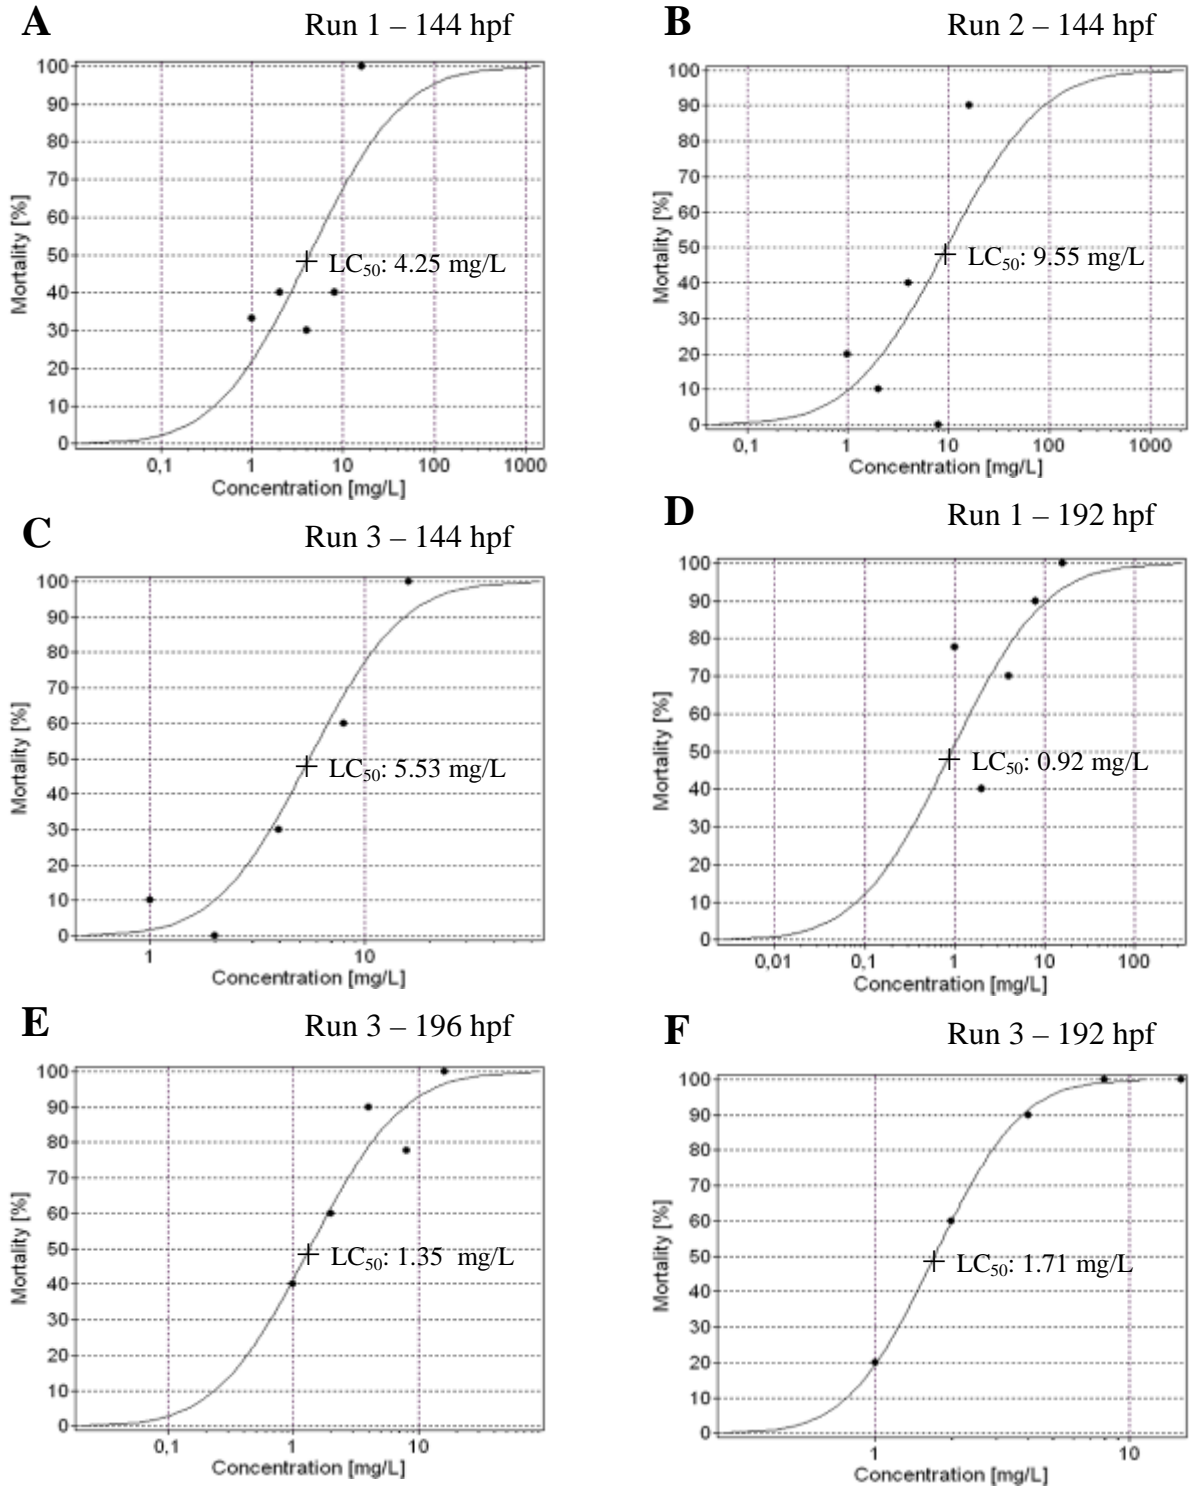 A
Run 1 – 144 hpf
100
90
80
70
60
50
40
30
20
10
0
Mortality [%]
LC50: 4.25 mg/L
0,1
1
10
100
1000
Concentration [mg/L]
B
Run 2 – 144 hpf
100
90
80
70
60
50
40
30
20
10
0
Mortality [%]
LC50: 9.55 mg/L
0,1
1
10
100
1000
Concentration [mg/L]
C
Run 3 – 144 hpf
100
90
80
70
60
50
40
30
20
10
0
Mortality [%]
LC50: 5.53 mg/L
1
10
Concentration [mg/L]
D
Run 1 – 192 hpf
100
90
80
70
60
50
40
30
20
10
0
Mortality [%]
LC50: 0.92 mg/L
0,01
0,1
1
10
100
Concentration [mg/L]
E
Run 3 – 196 hpf
100
90
80
70
60
50
40
30
20
10
0
Mortality [%]
LC50: 1.35 mg/L
0,1
1
10
Concentration [mg/L]
F
Run 3 – 192 hpf
100
90
80
70
60
50
40
30
20
10
0
Mortality [%]
LC50: 1.71 mg/L
1
10
Concentration [mg/L]